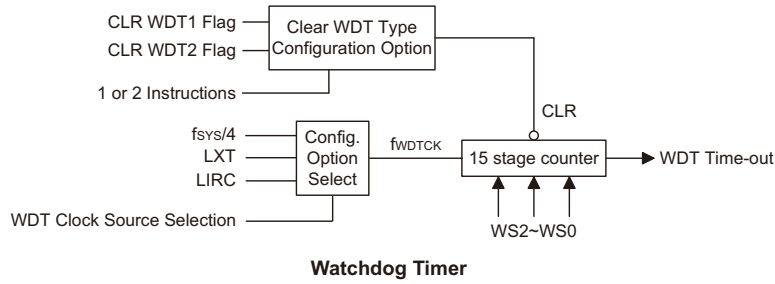 CLR WDT1 Flag
CLR WDT2 Flag
Clear WDT Type
Configuration Option
1 or 2 Instructions
CLR
fSYS/4
LXT
LIRC
Config.
Option
Select
fWDTCK
15 stage counter
WDT Time-out
WDT Clock Source Selection
WS2~WS0
Watchdog Timer